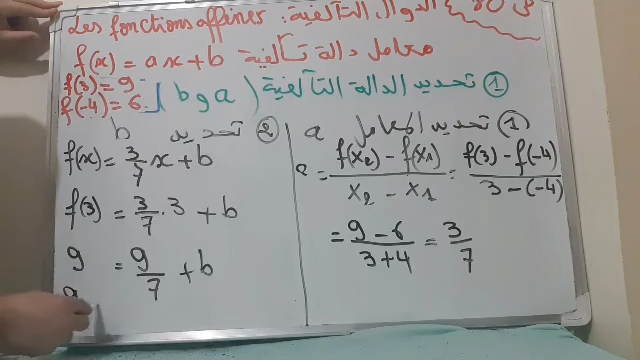 Les fonctions affines : الدوال التآلفية
f(x) = ax + b معامل دالة تآلفية
f(3) = 9
f(-4) = 6
① تحديد الدالة التآلفية (a و b)
① تحديد المعامل a
a = f(x2) - f(x1) / x2 - x1 = f(3) - f(-4) / 3 - (-4)
= 9 - 6 / 3 + 4 = 3/7
② تحديد b
f(x) = 3/7 x + b
f(3) = 3/7 . 3 + b
9 = 9/7 + b